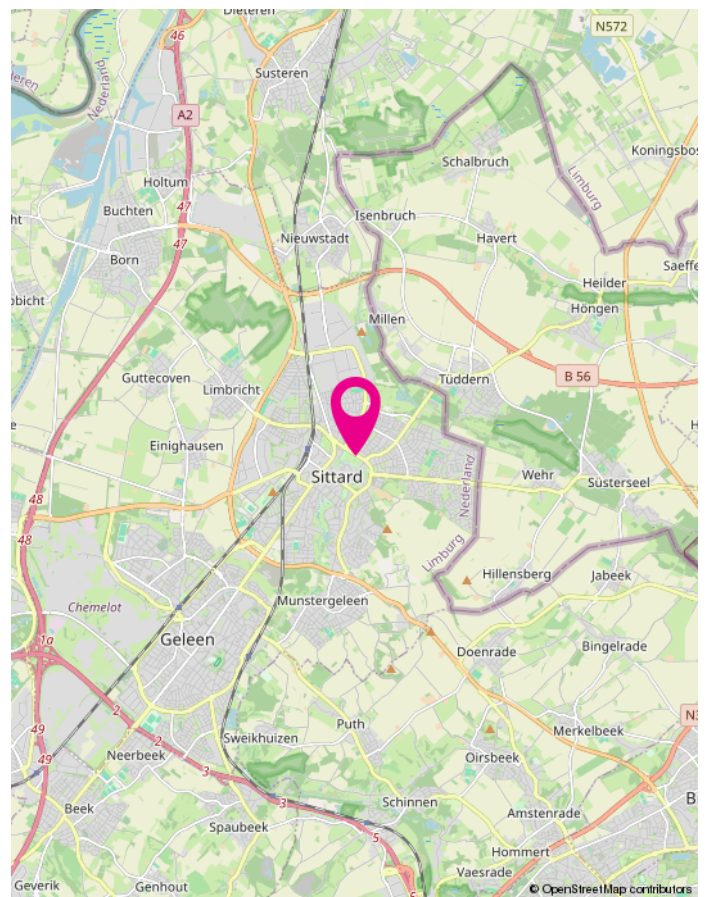 Dieteren
46
N572
Susteren
Nederland
A2
Schalbruch
Limburg
Holtum
Buchten
47
Isenbruch
Nieuwstadt
Havert
47
Born
Heilder
Höngen
Millen
Guttecoven
Limbricht
Tüddern
B 56
Einighausen
Sittard
Nederland
Wehr
Süsterseel
48
48
Limburg
Hillensberg
Jabeek
Chemelot
Munstergeleen
1a
Geleen
Doenrade
Bingelrade
2
49
2
Puth
Sweikhuizen
Merkelbeek
49
Neerbeek
3
Oirsbeek
3
Beek
Schinnen
Amstenrade
Spaubeek
5
Hommert
Vaesrade
Geverik
Genhout
5
© OpenStreetMap contributors